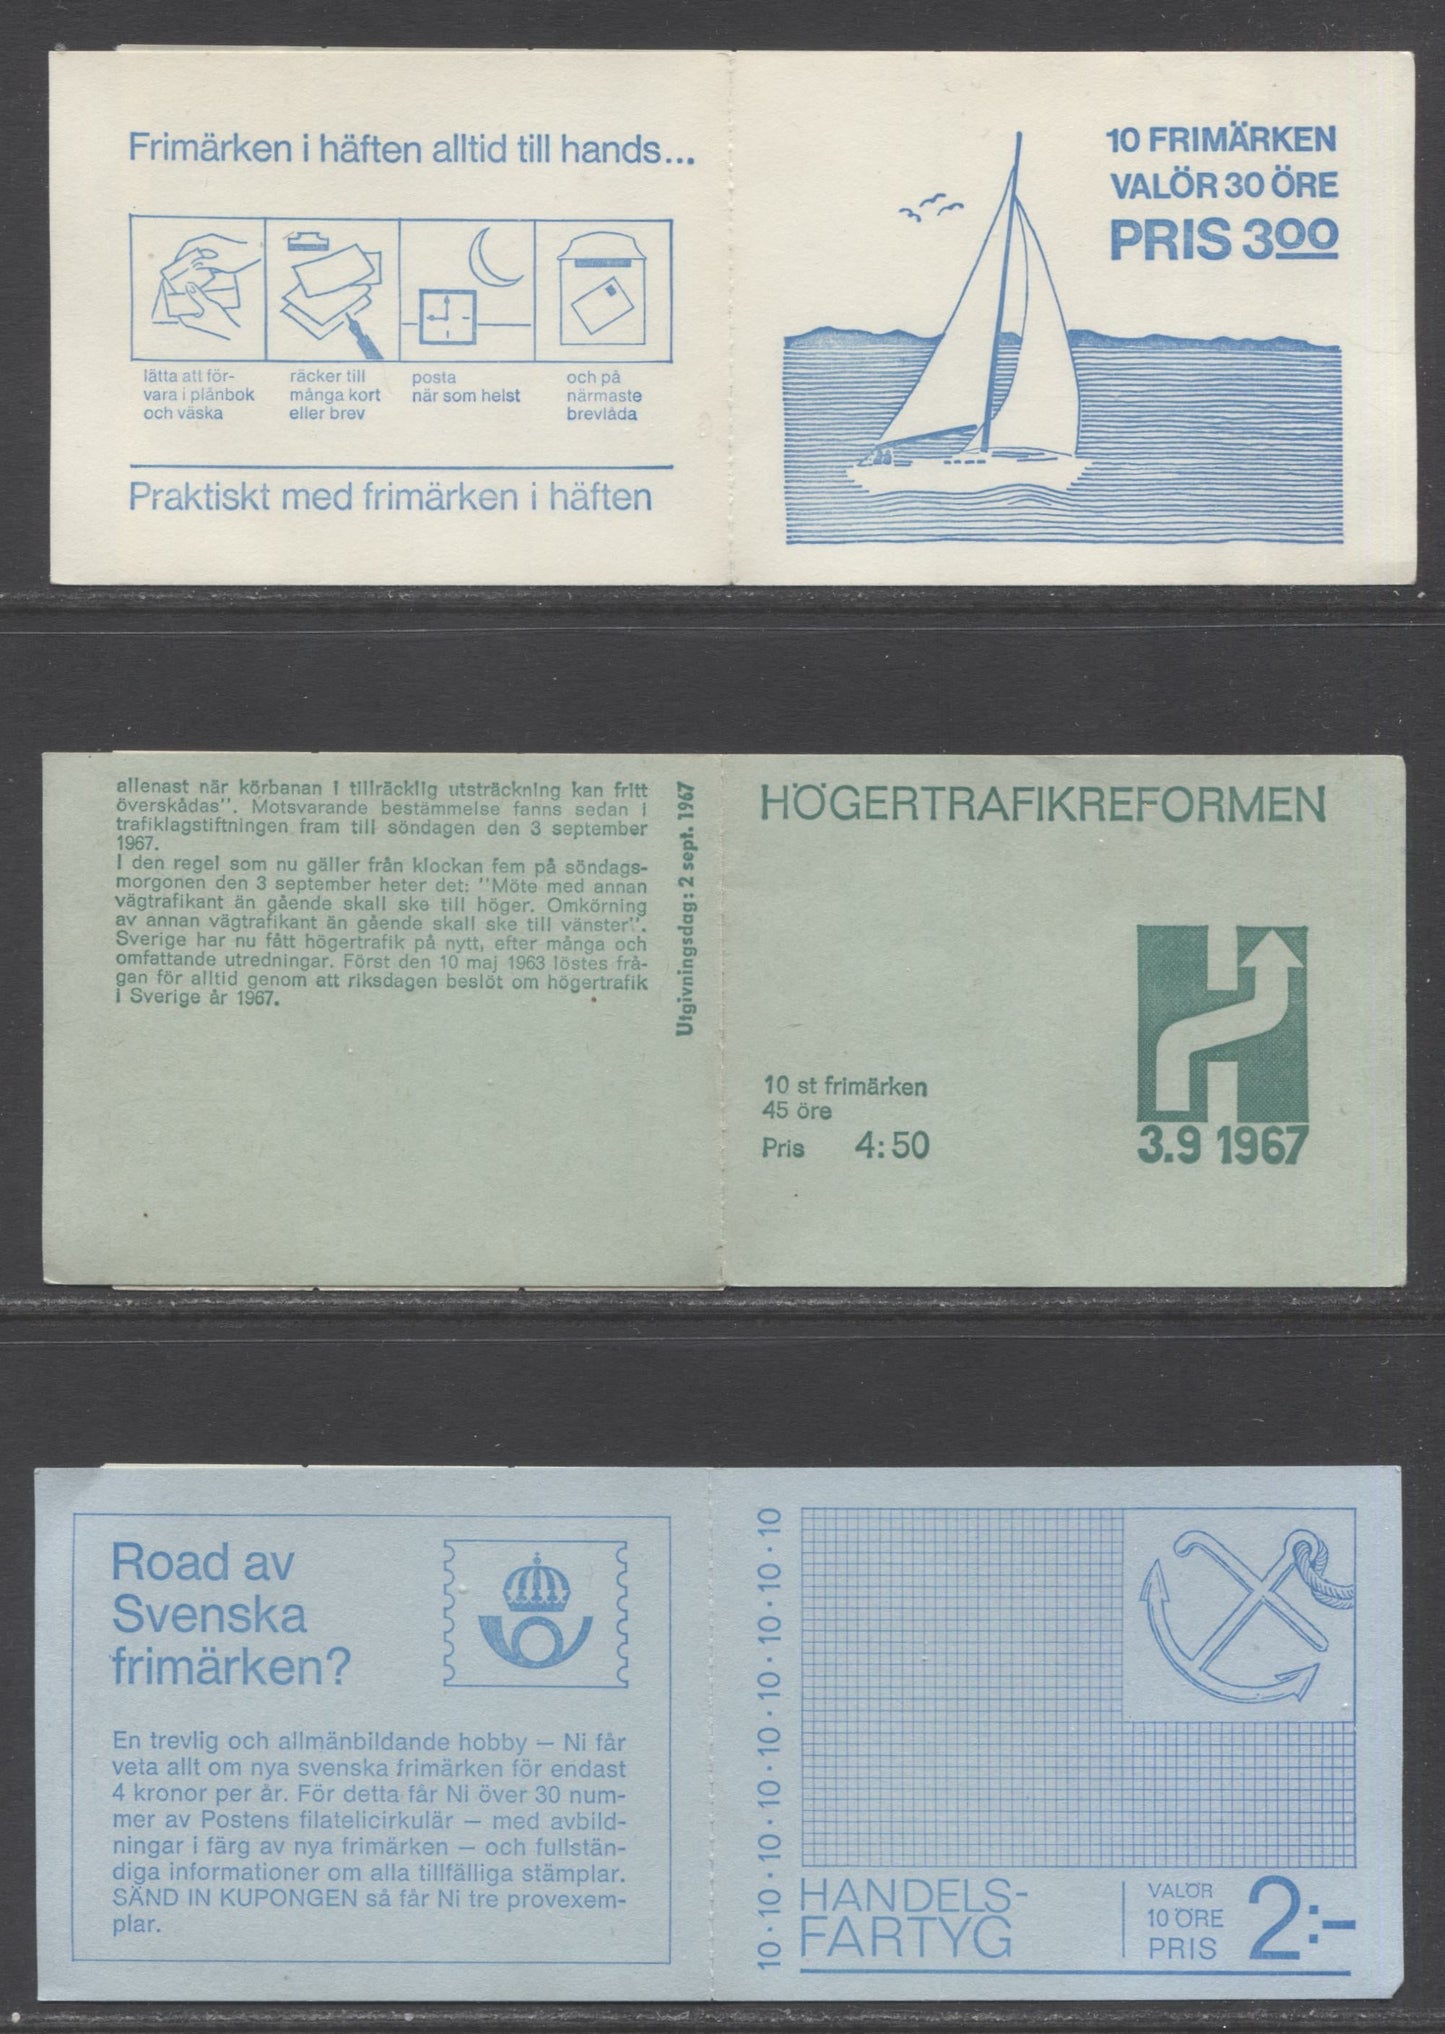 Frimärken i häften alltid till hands...
lätta att för-
vara i plånbok
och väska
räcker till
många kort
eller brev
posta
när som helst
och på
närmaste
brevlåda
Praktiskt med frimärken i häften
10 FRIMÄRKEN
VALÖR 30 ÖRE
PRIS 300
allenast när körbanan i tillräcklig utsträckning kan fritt
överskådas". Motsvarande bestämmelse fanns sedan i
trafiklagstiftningen fram till söndagen den 3 september
1967.
I den regel som nu gäller från klockan fem på söndags-
morgonen den 3 september heter det: "Möte med annan
vägtrafikant än gående skall ske till höger. Omkörning
av annan vägtrafikant än gående skall ske till vänster".
Sverige har nu fått högertrafik på nytt, efter många och
omfattande utredningar. Först den 10 maj 1963 löstes frå-
gan för alltid genom att riksdagen beslöt om högertrafik
i Sverige år 1967.
Utgivningsdag: 2 sept. 1967
HÖGERTRAFIKREFORMEN
10 st frimärken
45 öre
Pris 4:50
H
3.9 1967
Road av
Svenska
frimärken?
En trevlig och allmänbildande hobby – Ni får
veta allt om nya svenska frimärken för endast
4 kronor per år. För detta får Ni över 30 num-
mer av Postens filatelicirkulär – med avbild-
ningar i färg av nya frimärken – och fullstän-
diga informationer om alla tillfälliga stämplar.
SÄND IN KUPONGEN så får Ni tre provexem-
plar.
10·10·10·10·10·10·10·10·10
HANDELS-
FARTYG
VALÖR
10 ÖRE
PRIS
2:-